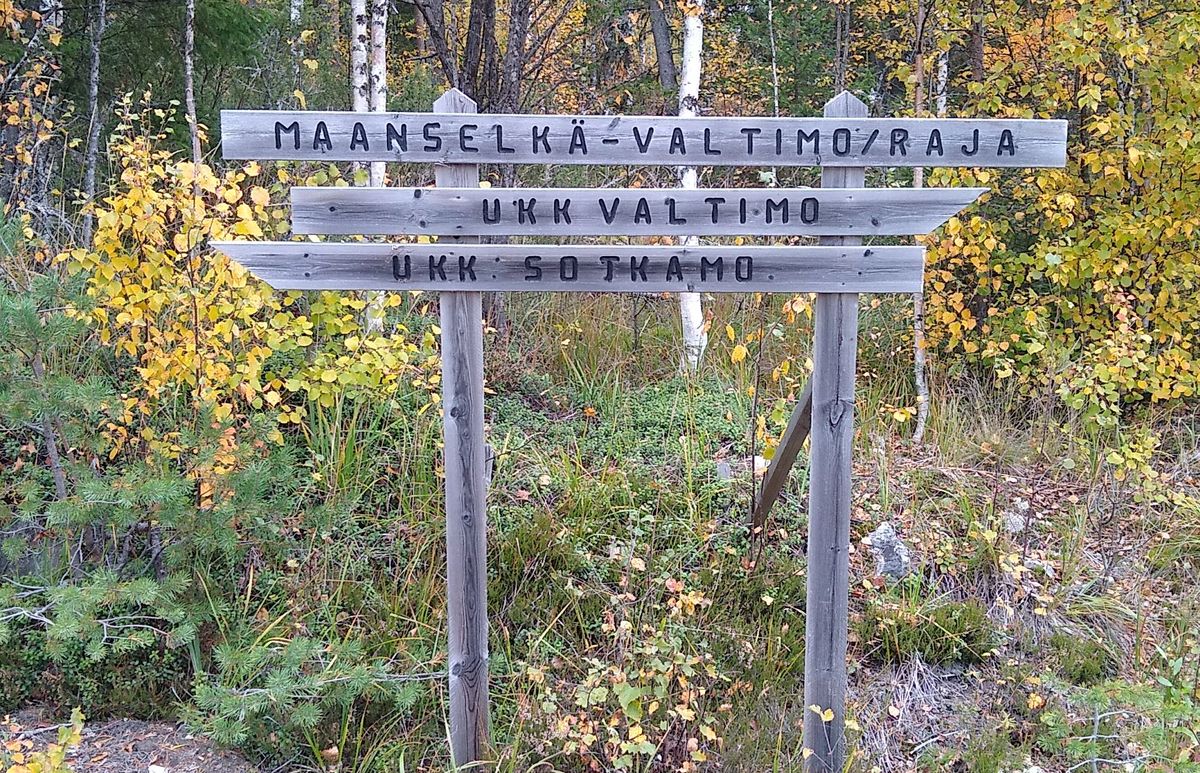 MAANSELKÄ-VALTIMO/RAJA
UKK VALTIMO
UKK SOTKAMO